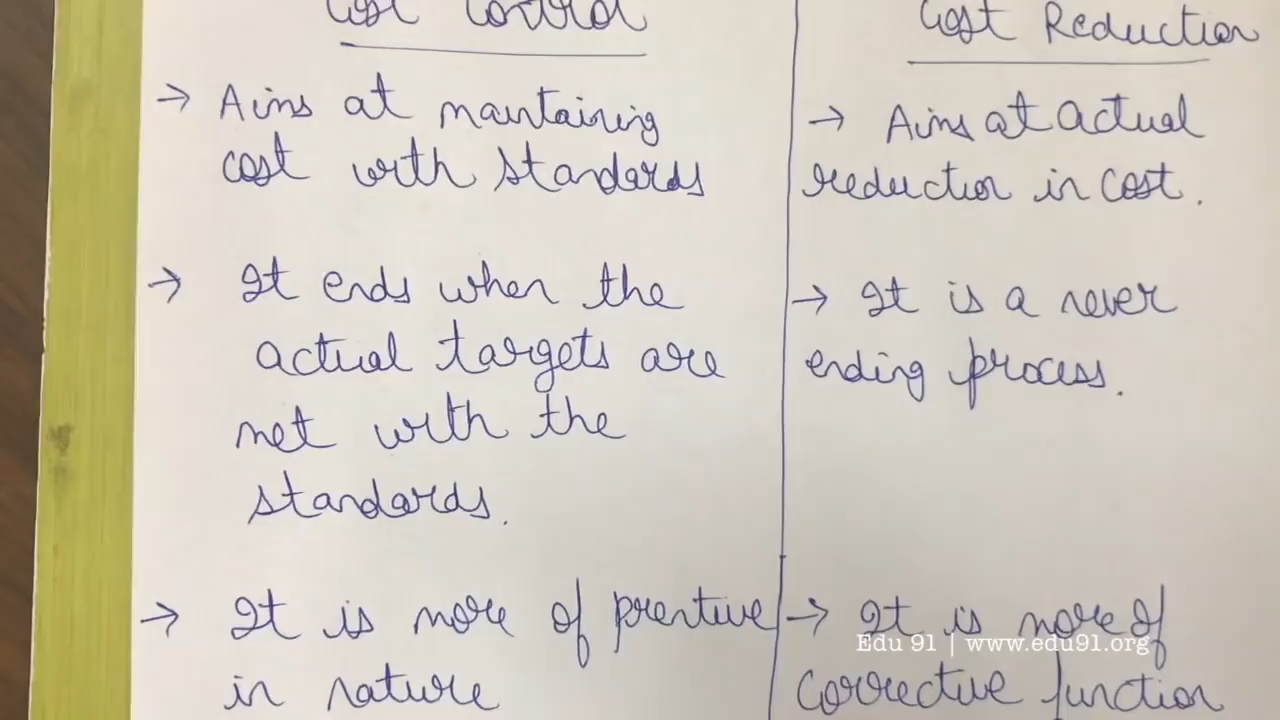 Cost Control
→ Aims at maintaining
cost with standards
→ It ends when the
actual targets are
met with the
standards.
→ It is more of prentive
in nature
Cost Reduction
→ Aims at actual
reduction in cost.
→ It is a never
ending process.
→ It is more of
corrective function
Edu 91 | www.edu91.org